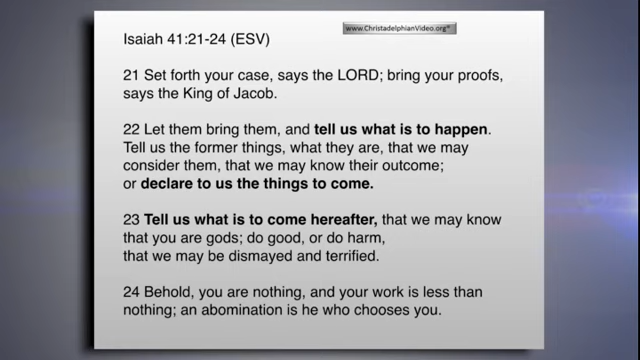 www.ChristadelphianVideo.org®
Isaiah 41:21-24 (ESV)
21 Set forth your case, says the LORD; bring your proofs,
says the King of Jacob.
22 Let them bring them, and tell us what is to happen.
Tell us the former things, what they are, that we may
consider them, that we may know their outcome;
or declare to us the things to come.
23 Tell us what is to come hereafter, that we may know
that you are gods; do good, or do harm,
that we may be dismayed and terrified.
24 Behold, you are nothing, and your work is less than
nothing; an abomination is he who chooses you.